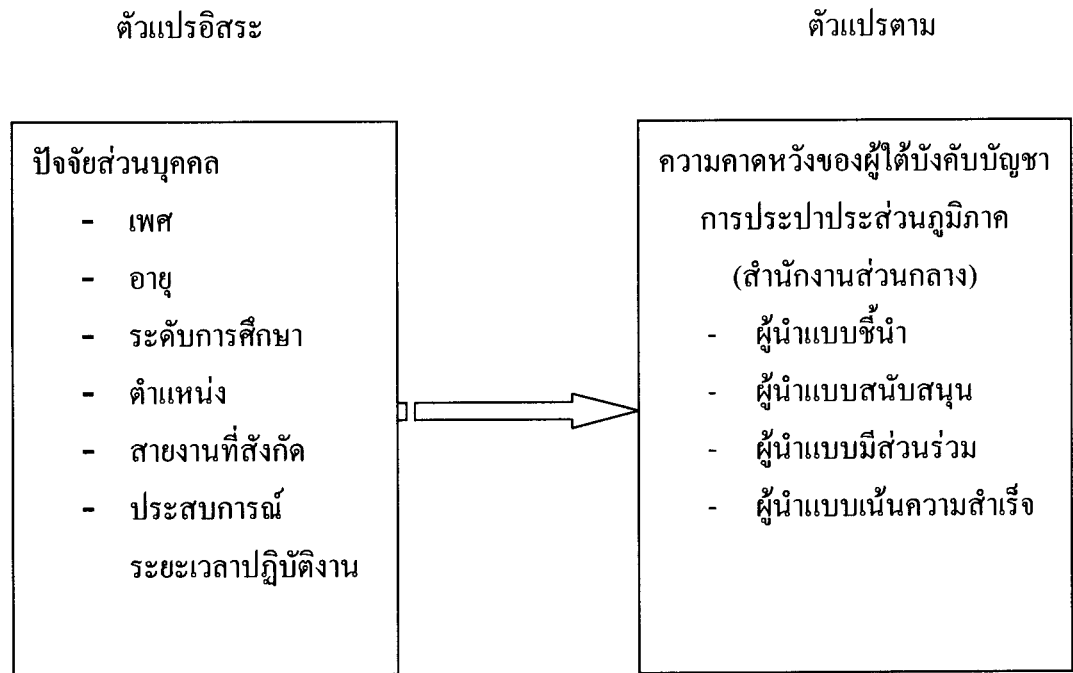 ตัวแปรอิสระ
ตัวแปรตาม
ปัจจัยส่วนบุคคล
- เพศ
- อายุ
- ระดับการศึกษา
- ตำแหน่ง
- สายงานที่สังกัด
- ประสบการณ์
ระยะเวลาปฏิบัติงาน
ความคาดหวังของผู้ใต้บังคับบัญชา
การประปาประส่วนภูมิภาค
(สำนักงานส่วนกลาง)
- ผู้นำแบบชี้นำ
- ผู้นำแบบสนับสนุน
- ผู้นำแบบมีส่วนร่วม
- ผู้นำแบบเน้นความสำเร็จ